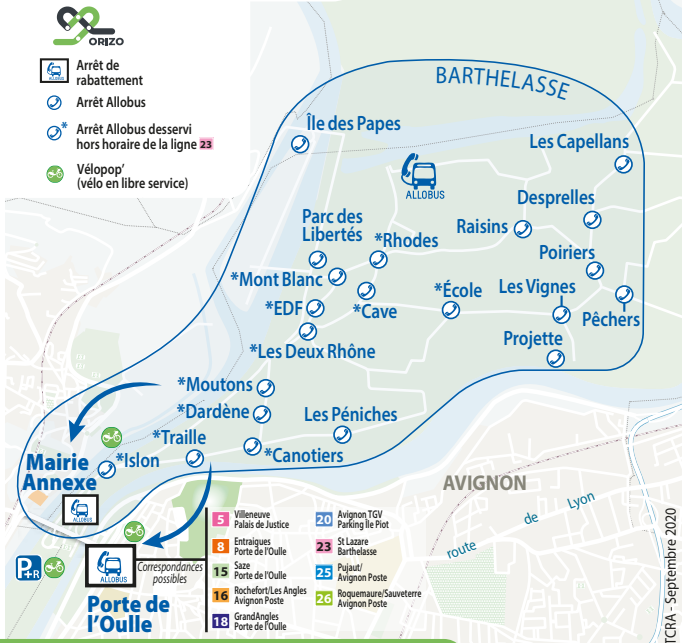 ORIZO
ALLOBUS
Arrêt de
rabattement
Arrêt Allobus
* Arrêt Allobus desservi
hors horaire de la ligne 23
Vélopop'
(vélo en libre service)
BARTHELASSE
Île des Papes
ALLOBUS
Les Capellans
Desprelles
Parc des
Libertés
*Rhodes
Raisins
Poiriers
*Mont Blanc
*École
Les Vignes
*EDF
*Cave
Pêchers
*Les Deux Rhône
Projette
*Moutons
*Dardène
Les Péniches
*Traille
*Canotiers
Mairie
Annexe
*Islon
ALLOBUS
AVIGNON
route de Lyon
P+R
ALLOBUS
Porte de
l'Oulle
Correspondances
possibles
5 Villeneuve
Palais de Justice
8 Entraigues
Porte de l'Oulle
15 Saze
Porte de l'Oulle
16 Rochefort/Les Angles
Avignon Poste
18 GrandAngles
Porte de l'Oulle
20 Avignon TGV
Parking Île Piot
23 St Lazare
Barthelasse
25 Pujaut/
Avignon Poste
26 Roquemaure/Sauveterre
Avignon Poste
TCRA - Septembre 2020